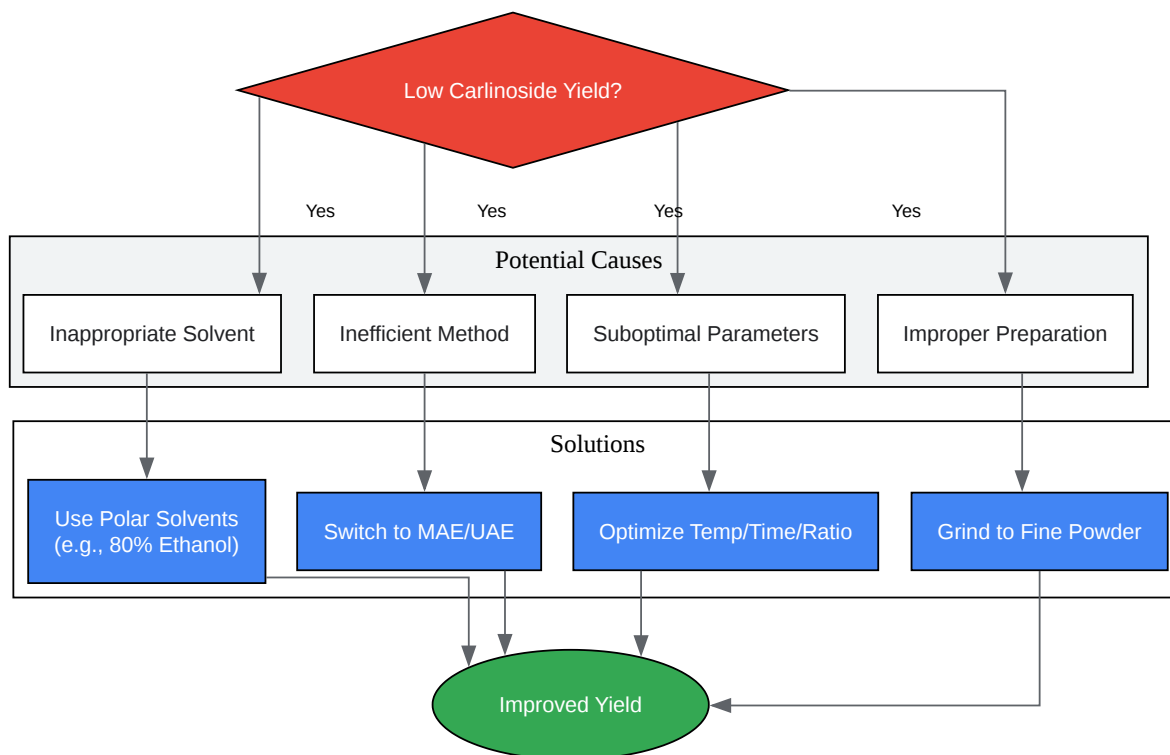 Low Carlinoside Yield?
Yes
Yes
Yes
Yes
Potential Causes
Inappropriate Solvent
Inefficient Method
Suboptimal Parameters
Improper Preparation
Solutions
Use Polar Solvents
(e.g., 80% Ethanol)
Switch to MAE/UAE
Optimize Temp/Time/Ratio
Grind to Fine Powder
Improved Yield